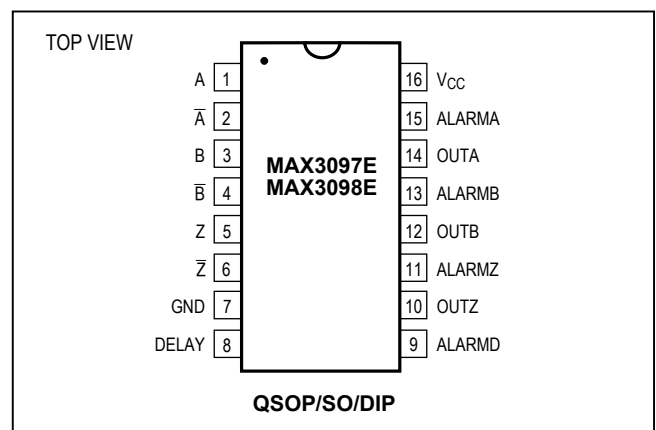 TOP VIEW
A 1
A̅ 2
B 3
B̅ 4
Z 5
Z̅ 6
GND 7
DELAY 8
MAX3097E
MAX3098E
16 VCC
15 ALARMA
14 OUTA
13 ALARMB
12 OUTB
11 ALARMZ
10 OUTZ
9 ALARMD
QSOP/SO/DIP